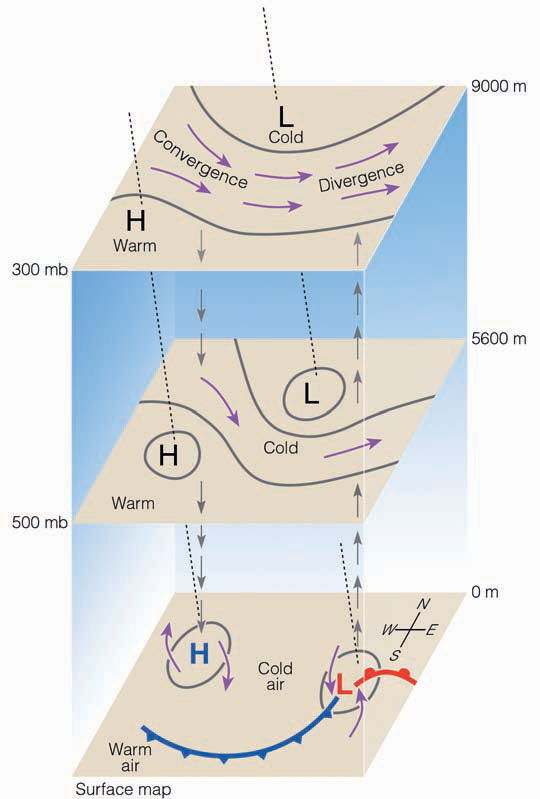 9000 m
L
Cold
Convergence
Divergence
H
Warm
300 mb
5600 m
L
Cold
H
Warm
500 mb
0 m
N
W E
S
H
Cold
air
L
Warm
air
Surface map